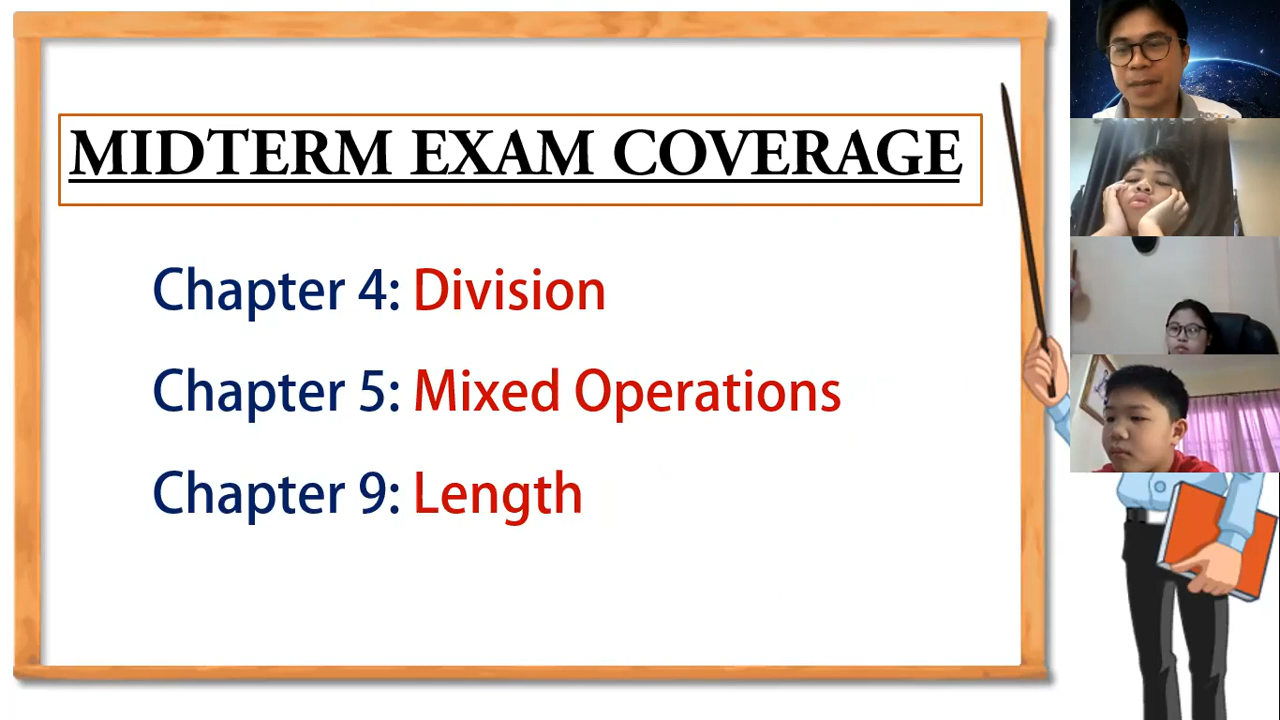 MIDTERM EXAM COVERAGE
Chapter 4: Division
Chapter 5: Mixed Operations
Chapter 9: Length